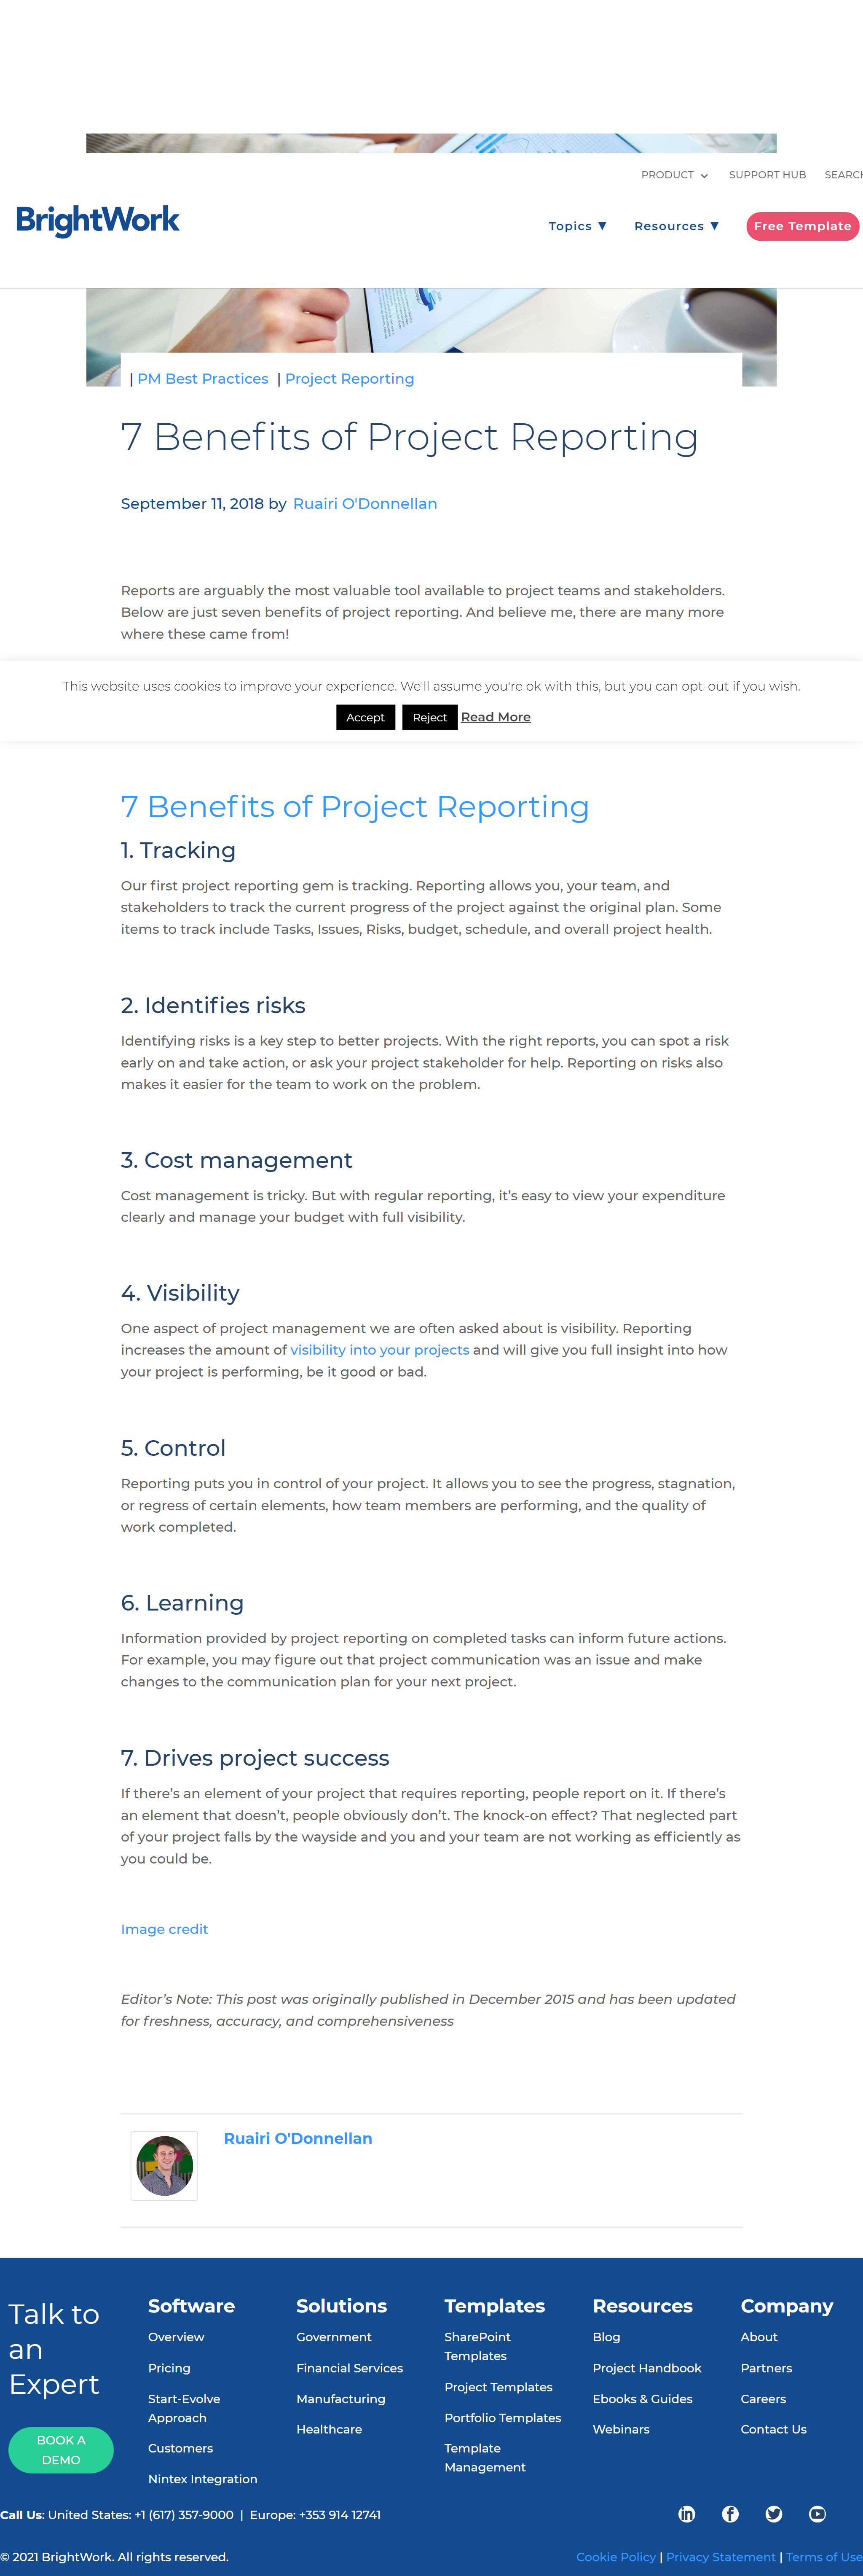 PRODUCT
SUPPORT HUB
SEARCH
BrightWork
Topics ▼
Resources ▼
Free Template
| PM Best Practices | Project Reporting
7 Benefits of Project Reporting
September 11, 2018 by Ruairi O'Donnellan
Reports are arguably the most valuable tool available to project teams and stakeholders.
Below are just seven benefits of project reporting. And believe me, there are many more
where these came from!
This website uses cookies to improve your experience. We'll assume you're ok with this, but you can opt-out if you wish.
Accept Reject Read More
7 Benefits of Project Reporting
1. Tracking
Our first project reporting gem is tracking. Reporting allows you, your team, and
stakeholders to track the current progress of the project against the original plan. Some
items to track include Tasks, Issues, Risks, budget, schedule, and overall project health.
2. Identifies risks
Identifying risks is a key step to better projects. With the right reports, you can spot a risk
early on and take action, or ask your project stakeholder for help. Reporting on risks also
makes it easier for the team to work on the problem.
3. Cost management
Cost management is tricky. But with regular reporting, it’s easy to view your expenditure
clearly and manage your budget with full visibility.
4. Visibility
One aspect of project management we are often asked about is visibility. Reporting
increases the amount of visibility into your projects and will give you full insight into how
your project is performing, be it good or bad.
5. Control
Reporting puts you in control of your project. It allows you to see the progress, stagnation,
or regress of certain elements, how team members are performing, and the quality of
work completed.
6. Learning
Information provided by project reporting on completed tasks can inform future actions.
For example, you may figure out that project communication was an issue and make
changes to the communication plan for your next project.
7. Drives project success
If there’s an element of your project that requires reporting, people report on it. If there’s
an element that doesn’t, people obviously don’t. The knock-on effect? That neglected part
of your project falls by the wayside and you and your team are not working as efficiently as
you could be.
Image credit
Editor’s Note: This post was originally published in December 2015 and has been updated
for freshness, accuracy, and comprehensiveness
Ruairi O'Donnellan
Talk to
an
Expert
BOOK A
DEMO
Software
Overview
Pricing
Start-Evolve
Approach
Customers
Nintex Integration
Solutions
Government
Financial Services
Manufacturing
Healthcare
Templates
SharePoint
Templates
Project Templates
Portfolio Templates
Template
Management
Resources
Blog
Project Handbook
Ebooks & Guides
Webinars
Company
About
Partners
Careers
Contact Us
Call Us: United States: +1 (617) 357-9000 | Europe: +353 914 12741
© 2021 BrightWork. All rights reserved.
Cookie Policy | Privacy Statement | Terms of Use